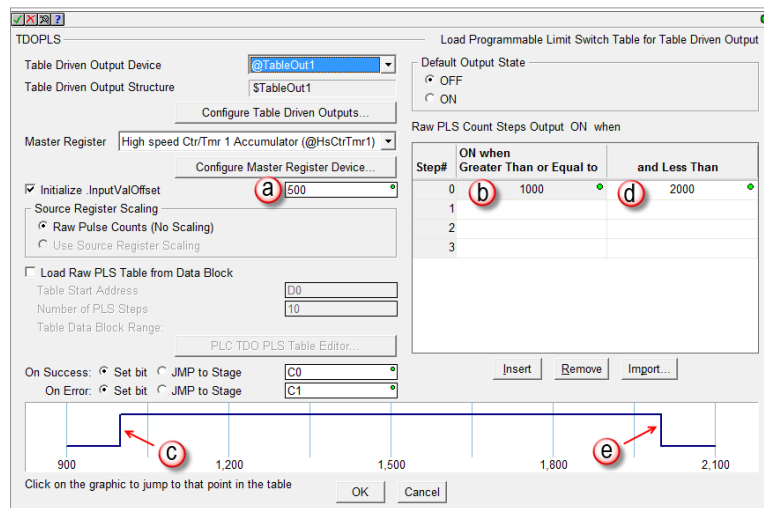 TDOPLS
Load Programmable Limit Switch Table for Table Driven Output
Table Driven Output Device @TableOut1
Table Driven Output Structure $TableOut1
Configure Table Driven Outputs...
Master Register High speed Ctr/Tmr 1 Accumulator (@HsCtrTmr1)
Configure Master Register Device...
Initialize .InputValOffset a 500
Source Register Scaling
Raw Pulse Counts (No Scaling)
Use Source Register Scaling
Load Raw PLS Table from Data Block
Table Start Address D0
Number of PLS Steps 10
Table Data Block Range:
PLC TDO PLS Table Editor...
On Success: Set bit JMP to Stage C0
On Error: Set bit JMP to Stage C1
Default Output State
OFF
ON
Raw PLS Count Steps Output ON when
Step# ON when Greater Than or Equal to and Less Than
0 b 1000 d 2000
1
2
3
Insert Remove Import...
c e
900 1,200 1,500 1,800 2,100
Click on the graphic to jump to that point in the table
OK Cancel